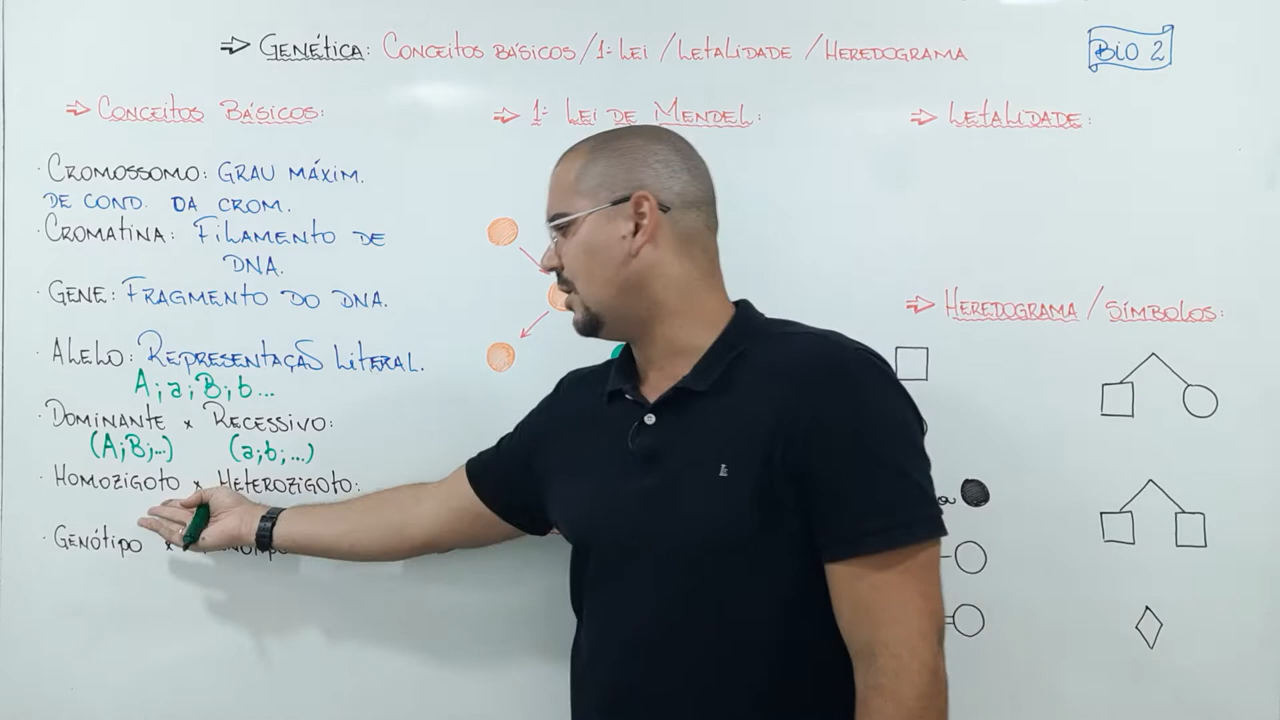 ⇒ GENÉTICA: CONCEITOS BÁSICOS / 1ª LEI / LETALIDADE / HEREDOGRAMA
BIO 2
⇒ CONCEITOS BÁSICOS:
· CROMOSSOMO: GRAU MÁXIM.
DE COND. DA CROM.
· CROMATINA: FILAMENTO DE
DNA.
· GENE: FRAGMENTO DO DNA.
· ALELO: REPRESENTAÇÃO LITERAL.
A; a; B; b...
· DOMINANTE x RECESSIVO:
(A; B; ...) (a; b; ...)
· HOMOZIGOTO x HETEROZIGOTO:
· GENÓTIPO x
⇒ 1ª LEI DE MENDEL:
⇒ LETALIDADE:
⇒ HEREDOGRAMA / SÍMBOLOS: